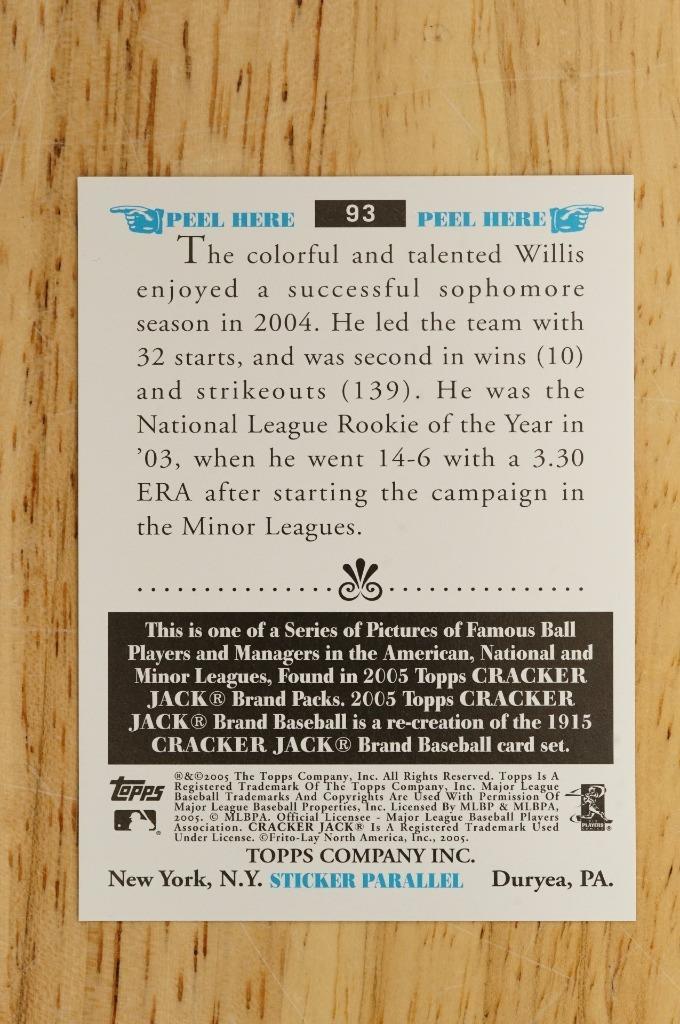 PEEL HERE 93 PEEL HERE
The colorful and talented Willis
enjoyed a successful sophomore
season in 2004. He led the team with
32 starts, and was second in wins (10)
and strikeouts (139). He was the
National League Rookie of the Year in
'03, when he went 14-6 with a 3.30
ERA after starting the campaign in
the Minor Leagues.
This is one of a Series of Pictures of Famous Ball
Players and Managers in the American, National and
Minor Leagues, Found in 2005 Topps CRACKER
JACK® Brand Packs. 2005 Topps CRACKER
JACK® Brand Baseball is a re-creation of the 1915
CRACKER JACK® Brand Baseball card set.
Topps
®&©2005 The Topps Company, Inc. All Rights Reserved. Topps Is A
Registered Trademark Of The Topps Company, Inc. Major League
Baseball Trademarks And Copyrights Are Used With Permission Of
Major League Baseball Properties, Inc. Licensed By MLBP & MLBPA,
2005. © MLBPA. Official Licensee - Major League Baseball Players
Association. CRACKER JACK® Is A Registered Trademark Used
Under License. ©Frito-Lay North America, Inc., 2005.
PLAYERS
TOPPS COMPANY INC.
New York, N.Y. STICKER PARALLEL Duryea, PA.